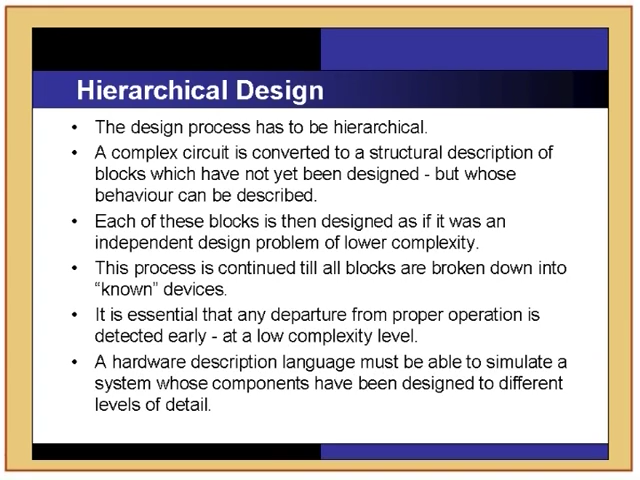 Hierarchical Design
• The design process has to be hierarchical.
• A complex circuit is converted to a structural description of
blocks which have not yet been designed - but whose
behaviour can be described.
• Each of these blocks is then designed as if it was an
independent design problem of lower complexity.
• This process is continued till all blocks are broken down into
“known” devices.
• It is essential that any departure from proper operation is
detected early - at a low complexity level.
• A hardware description language must be able to simulate a
system whose components have been designed to different
levels of detail.